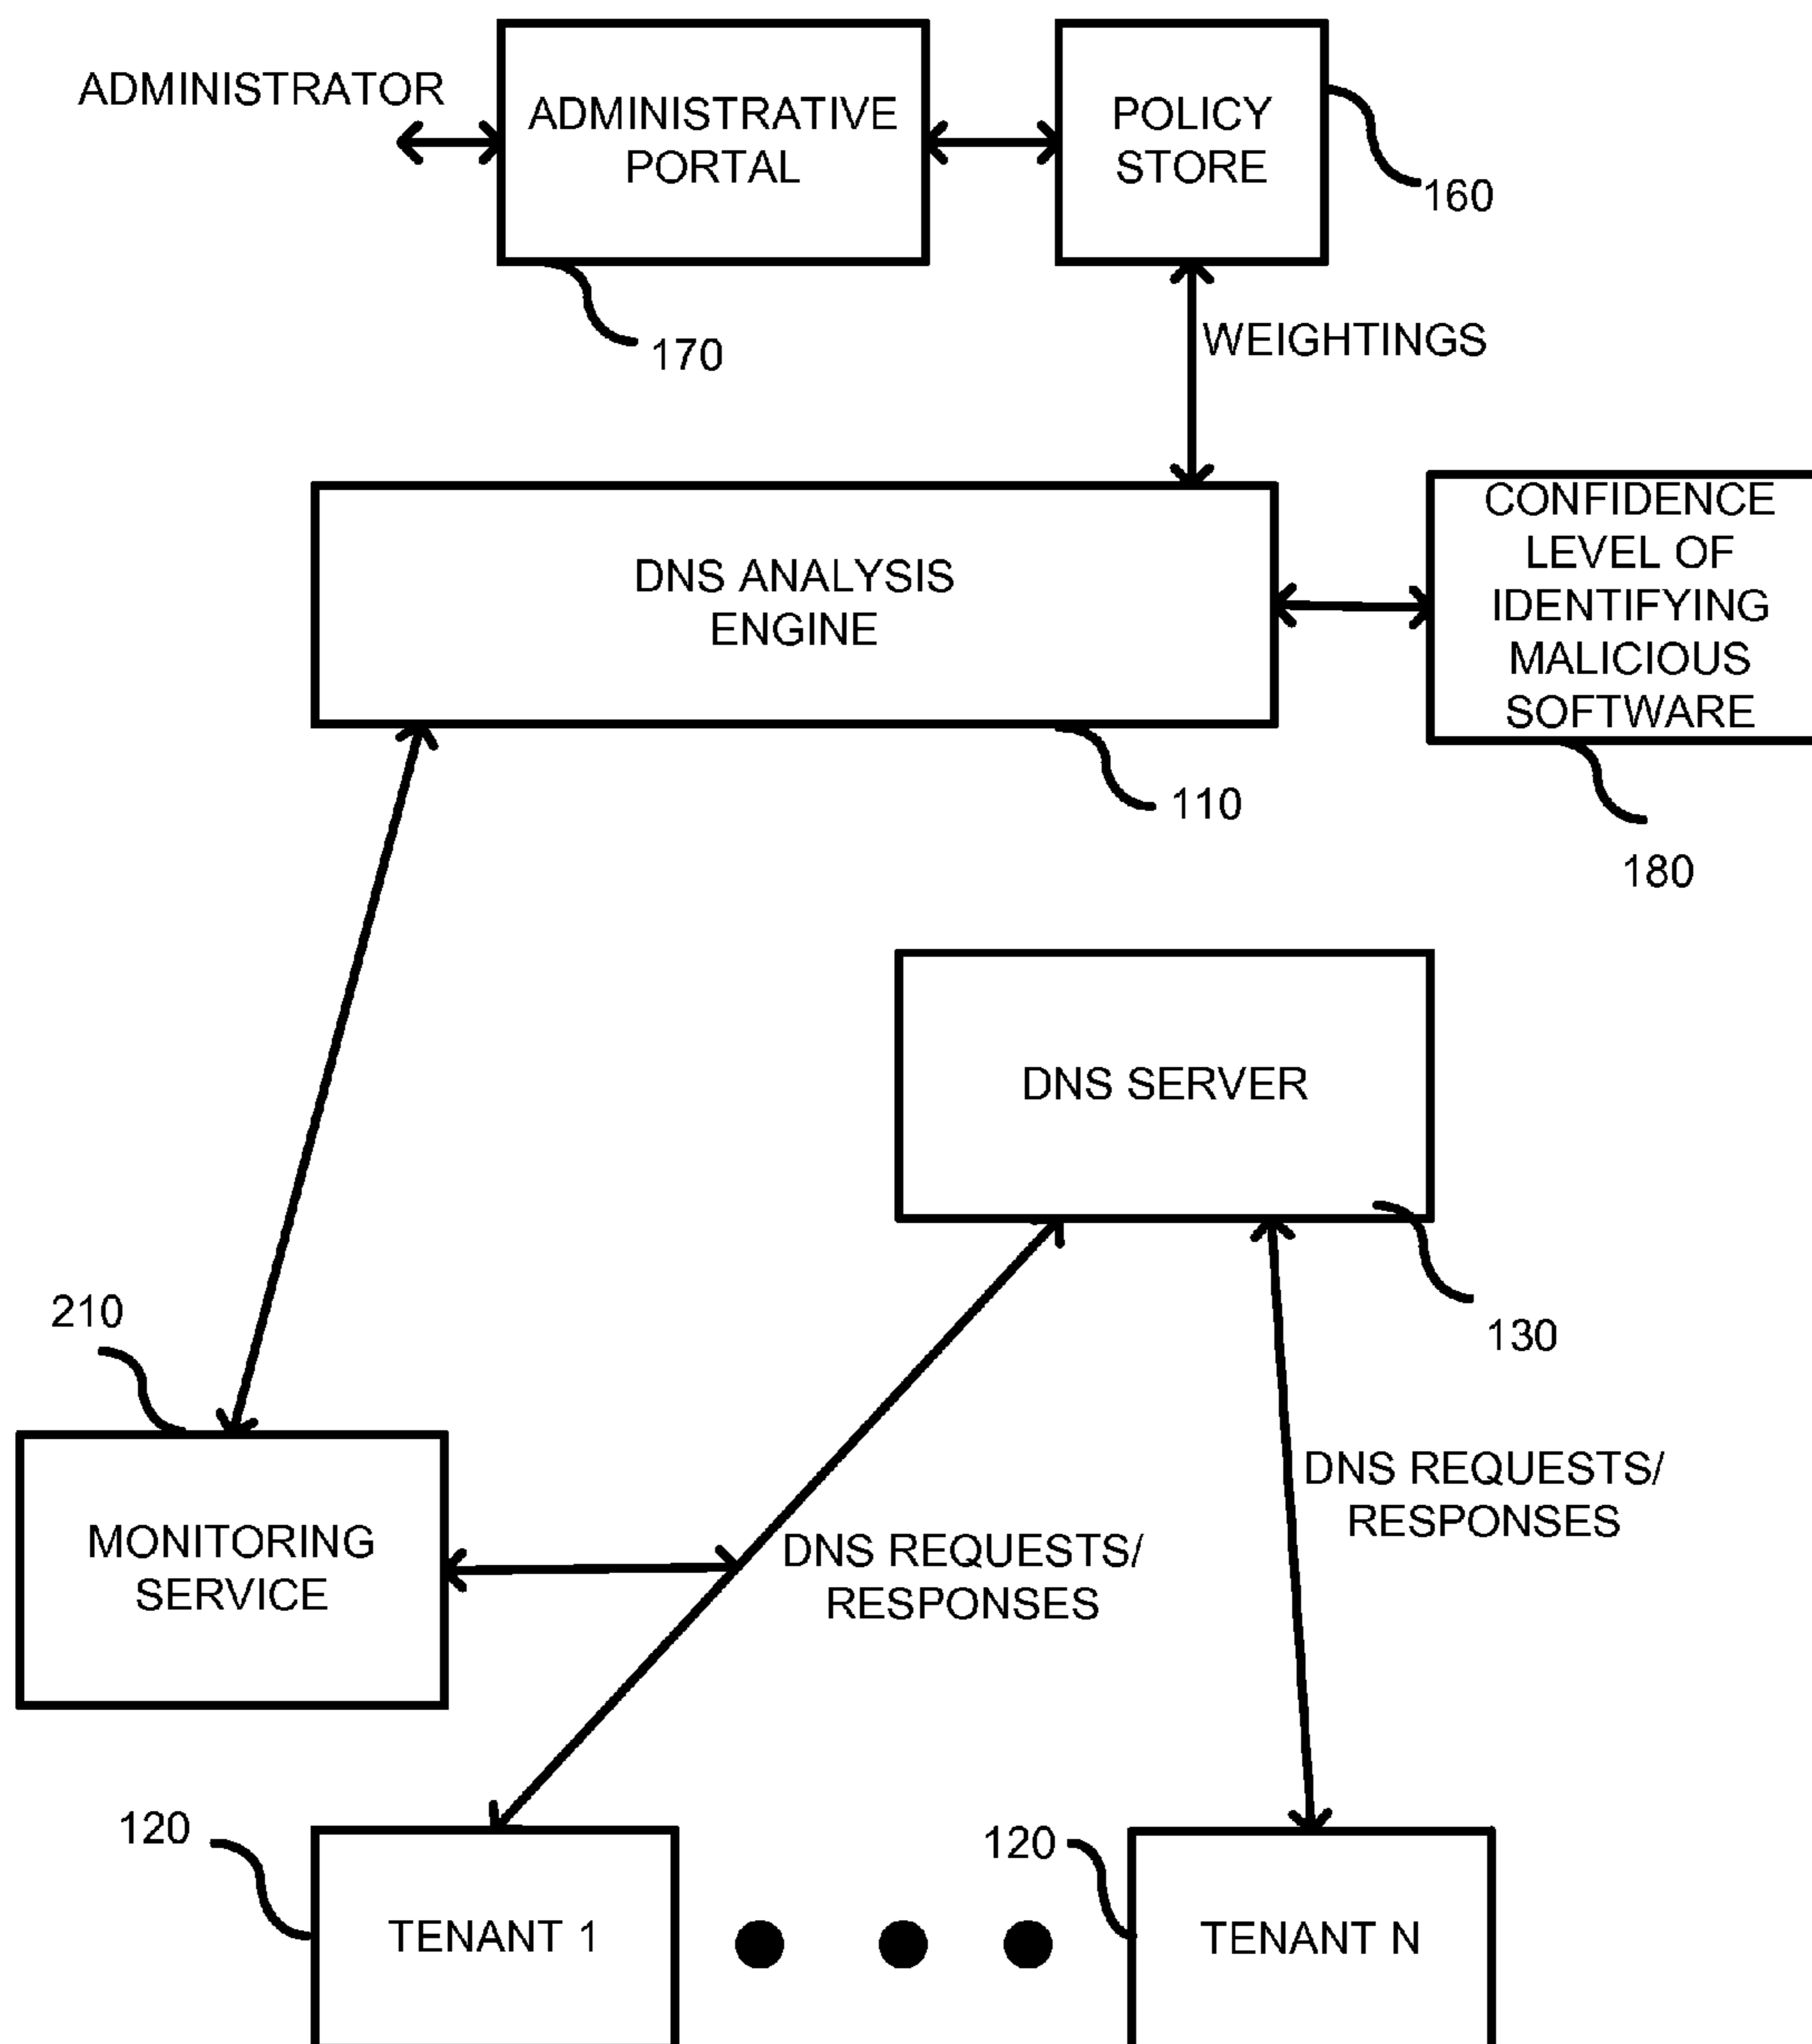 ADMINISTRATOR
ADMINISTRATIVE
PORTAL
POLICY
STORE
160
170
WEIGHTINGS
DNS ANALYSIS
ENGINE
CONFIDENCE
LEVEL OF
IDENTIFYING
MALICIOUS
SOFTWARE
110
180
DNS SERVER
130
210
MONITORING
SERVICE
DNS REQUESTS/
RESPONSES
DNS REQUESTS/
RESPONSES
120
TENANT 1
120
TENANT N